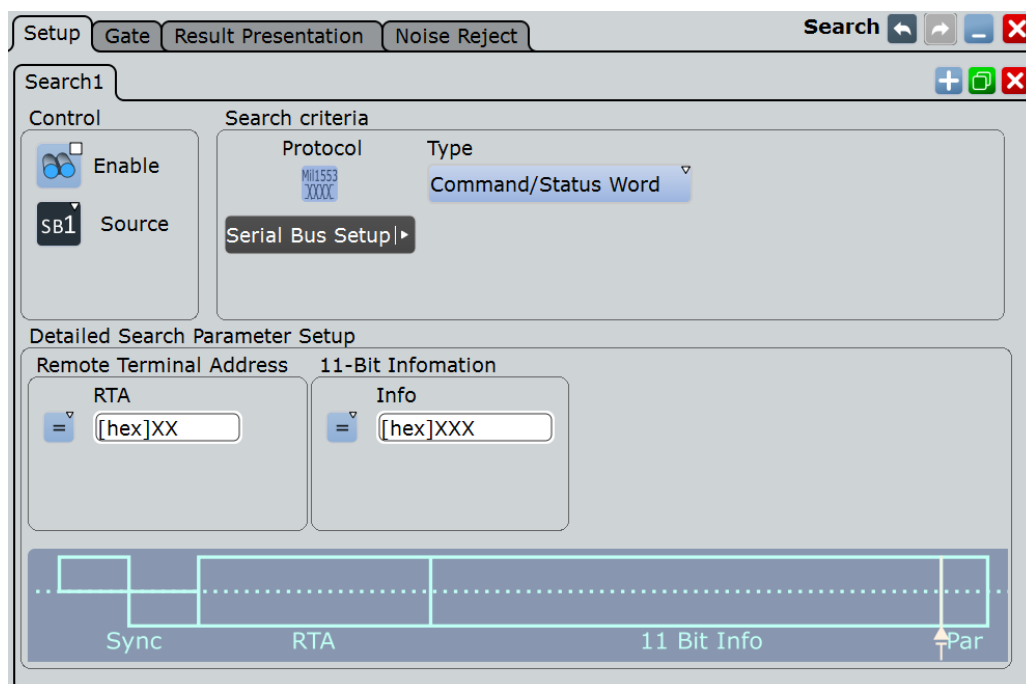 Setup Gate Result Presentation Noise Reject Search
Search1
Control Search criteria
Protocol Type
Enable Mil1553 Command/Status Word
XXXX
SB1 Source Serial Bus Setup
Detailed Search Parameter Setup
Remote Terminal Address 11-Bit Infomation
RTA Info
= [hex]XX = [hex]XXX
Sync RTA 11 Bit Info Par